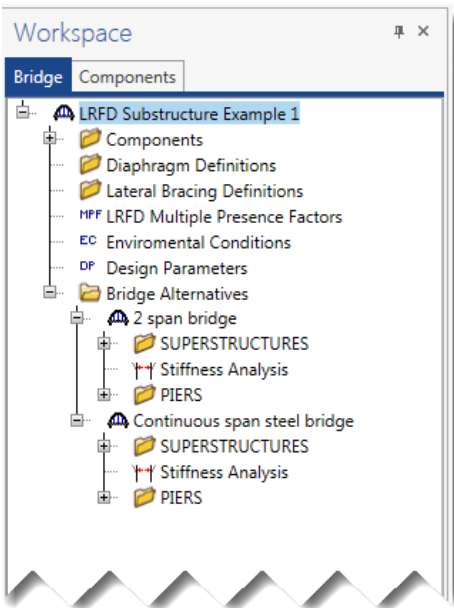 Workspace
Bridge Components
LRFD Substructure Example 1
Components
Diaphragm Definitions
Lateral Bracing Definitions
MPF LRFD Multiple Presence Factors
EC Enviromental Conditions
DP Design Parameters
Bridge Alternatives
2 span bridge
SUPERSTRUCTURES
Stiffness Analysis
PIERS
Continuous span steel bridge
SUPERSTRUCTURES
Stiffness Analysis
PIERS